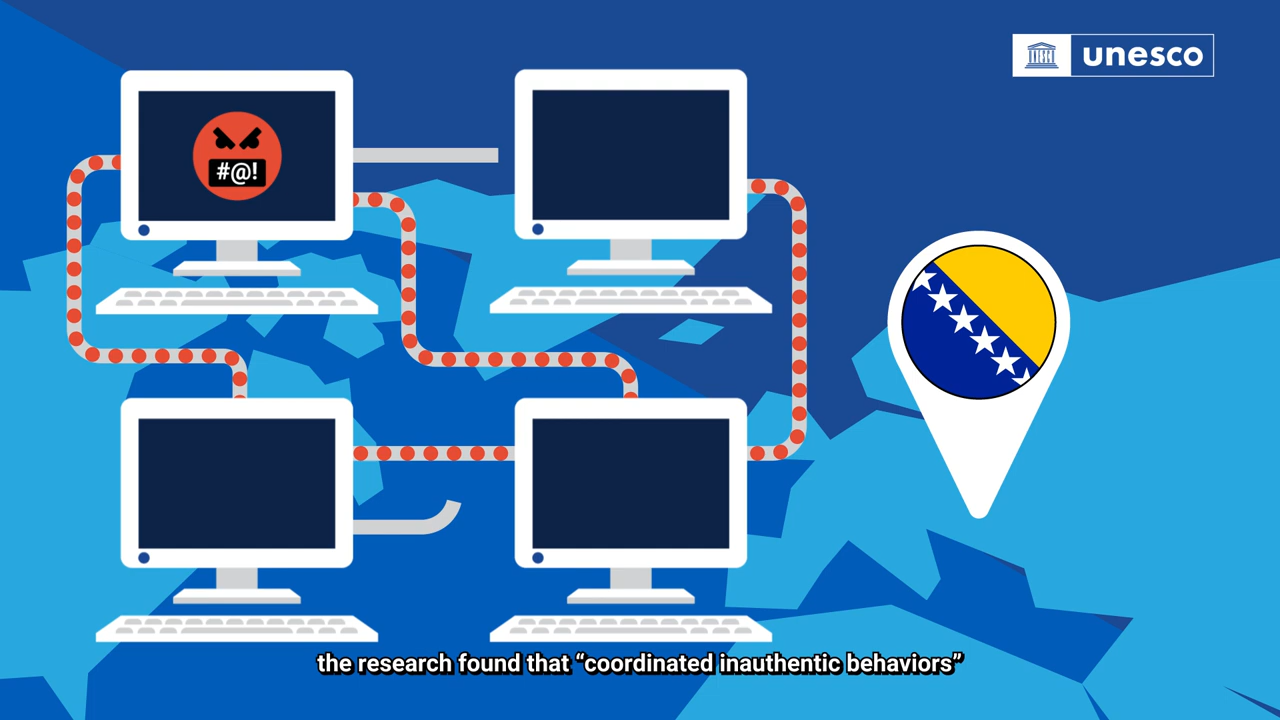 unesco
#@!
the research found that “coordinated inauthentic behaviors”